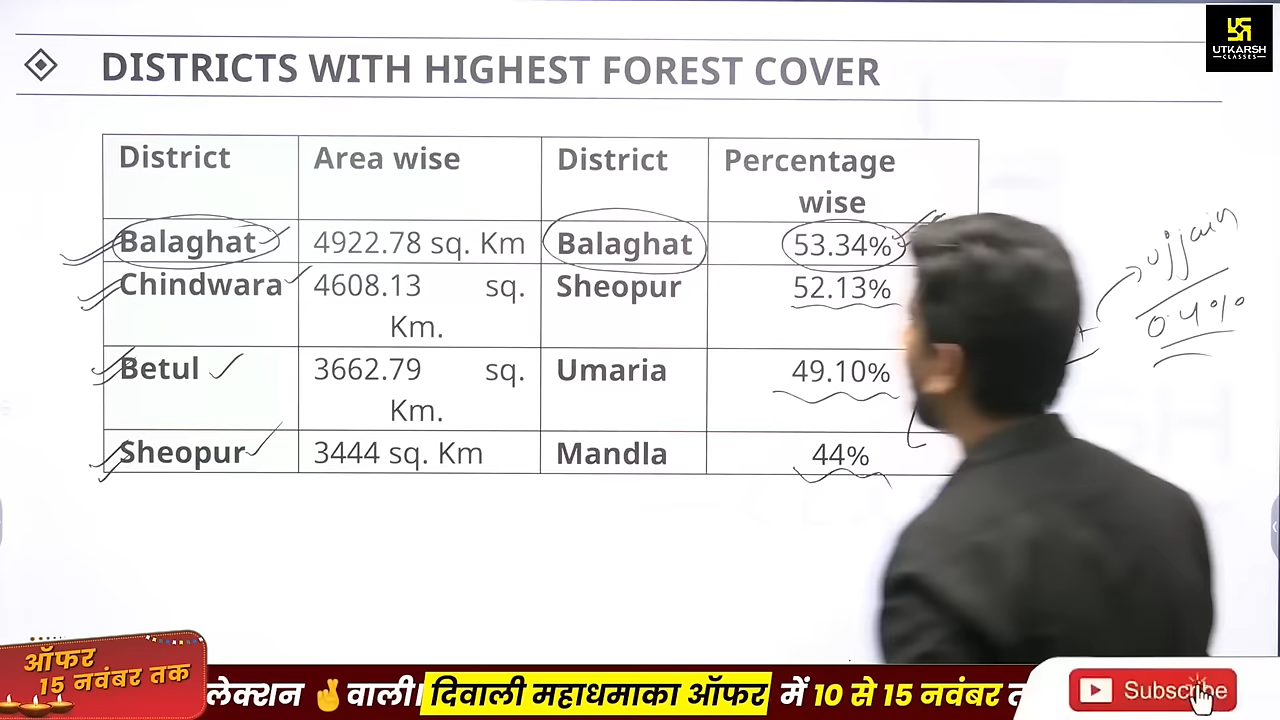 UTKARSH
CLASSES
DISTRICTS WITH HIGHEST FOREST COVER
District Area wise District Percentage wise
Balaghat 4922.78 sq. Km Balaghat 53.34%
Chindwara 4608.13 sq. Km. Sheopur 52.13%
Betul 3662.79 sq. Km. Umaria 49.10%
Sheopur 3444 sq. Km Mandla 44%
ujjain
0.4%
ऑफर
15 नवंबर तक
लेक्शन वाली। दिवाली महाधमाका ऑफर में 10 से 15 नवंबर त
Subscribe